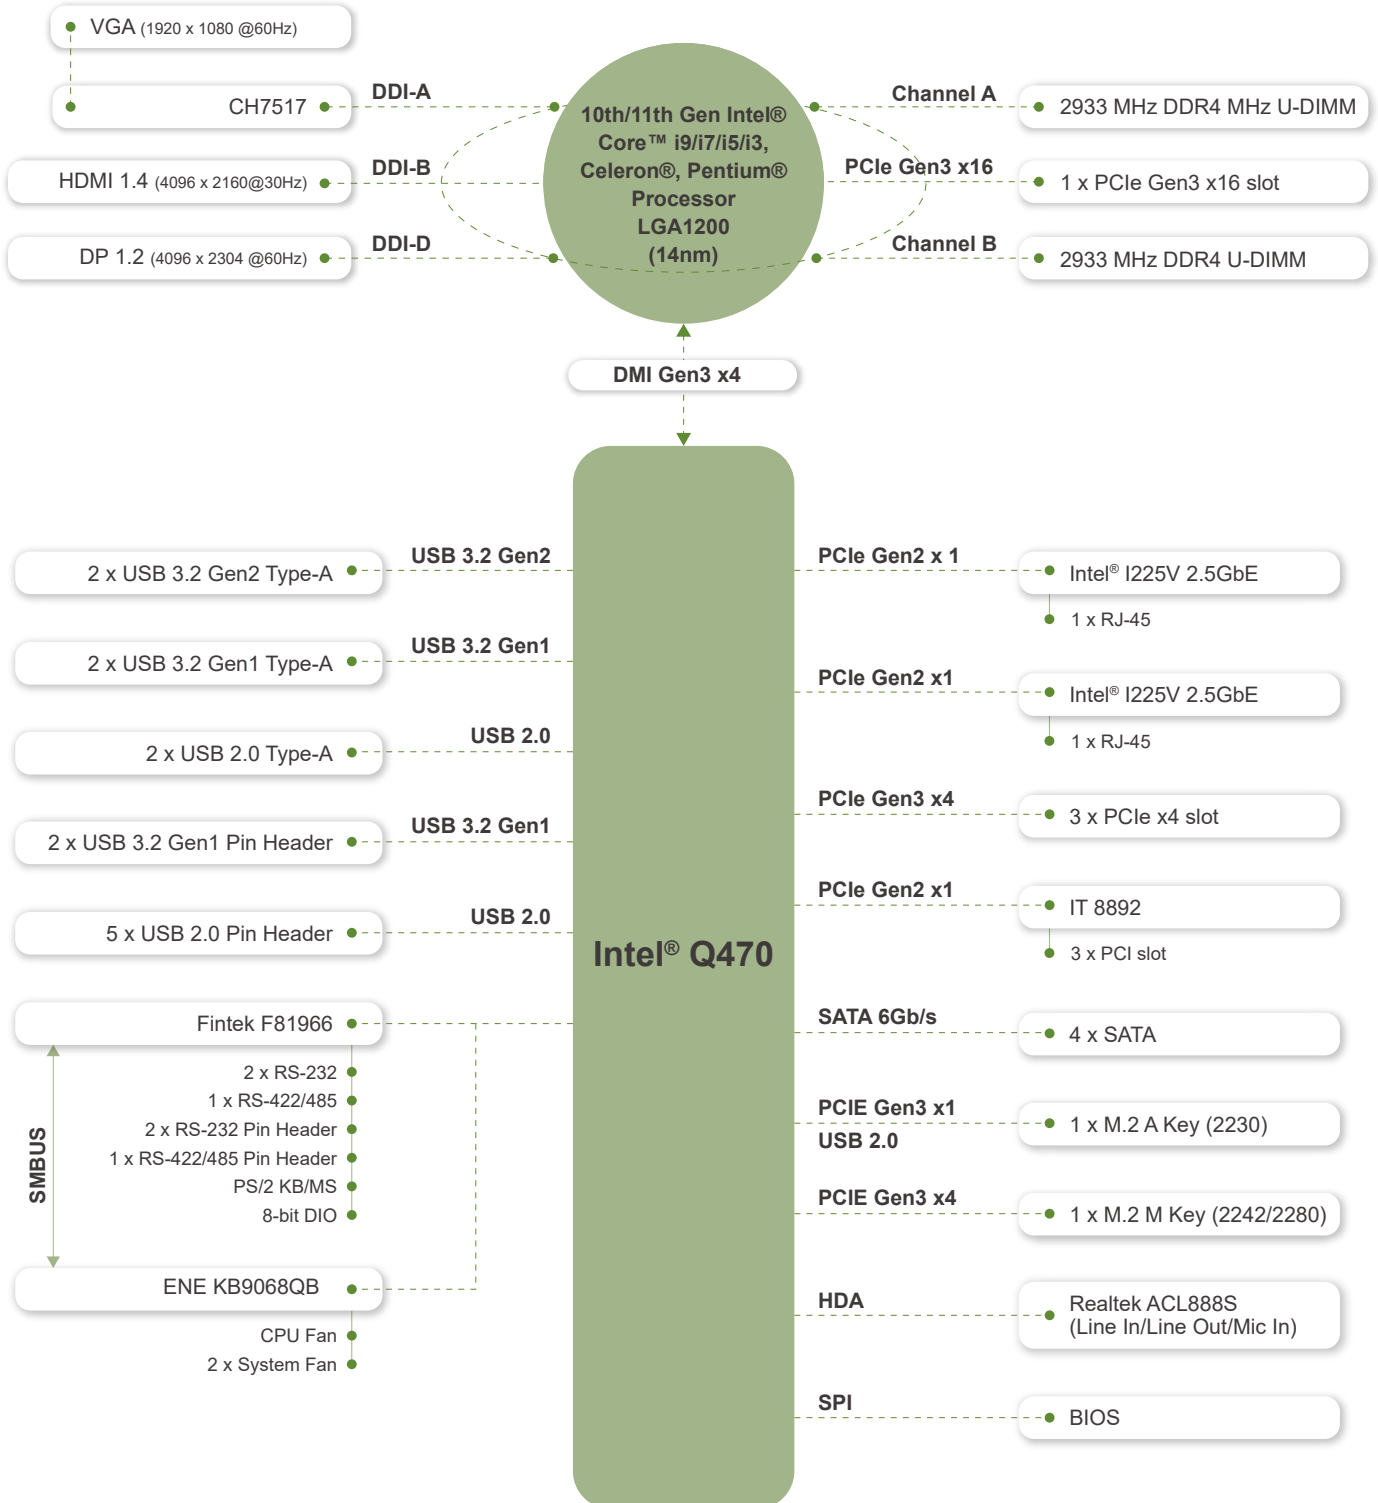 VGA (1920 x 1080 @60Hz)
CH7517
DDI-A
HDMI 1.4 (4096 x 2160@30Hz)
DDI-B
DP 1.2 (4096 x 2304 @60Hz)
DDI-D
10th/11th Gen Intel®
Core™ i9/i7/i5/i3,
Celeron®, Pentium®
Processor
LGA1200
(14nm)
Channel A
2933 MHz DDR4 MHz U-DIMM
PCIe Gen3 x16
1 x PCIe Gen3 x16 slot
Channel B
2933 MHz DDR4 U-DIMM
DMI Gen3 x4
Intel® Q470
USB 3.2 Gen2
2 x USB 3.2 Gen2 Type-A
USB 3.2 Gen1
2 x USB 3.2 Gen1 Type-A
USB 2.0
2 x USB 2.0 Type-A
USB 3.2 Gen1
2 x USB 3.2 Gen1 Pin Header
USB 2.0
5 x USB 2.0 Pin Header
Fintek F81966
2 x RS-232
1 x RS-422/485
2 x RS-232 Pin Header
1 x RS-422/485 Pin Header
PS/2 KB/MS
8-bit DIO
SMBUS
ENE KB9068QB
CPU Fan
2 x System Fan
PCIe Gen2 x 1
Intel® I225V 2.5GbE
1 x RJ-45
PCIe Gen2 x1
Intel® I225V 2.5GbE
1 x RJ-45
PCIe Gen3 x4
3 x PCIe x4 slot
PCIe Gen2 x1
IT 8892
3 x PCI slot
SATA 6Gb/s
4 x SATA
PCIE Gen3 x1
USB 2.0
1 x M.2 A Key (2230)
PCIE Gen3 x4
1 x M.2 M Key (2242/2280)
HDA
Realtek ACL888S
(Line In/Line Out/Mic In)
SPI
BIOS